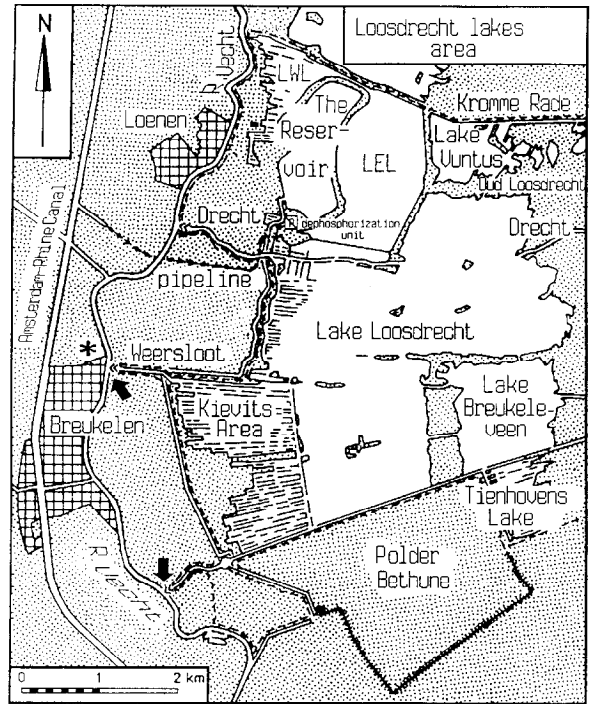 Loosdrecht lakes
area
N
R. Vecht
LWL
The
Reser-
voir
LEL
Kromme Rade
Lake
Vuntus
Oud Loosdrecht
Loenen
Drecht
dephosphorization
unit
Drecht
Amsterdam-Rhine Canal
pipeline
Lake Loosdrecht
*
Weersloot
Breukelen
Kievits-
Area
Lake
Breukele-
veen
Tienhovens
Lake
Polder
Bethune
R. Vecht
0 1 2 km